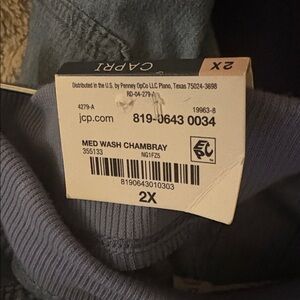 CAPRI
2X
Distributed in the U.S. by Penney OpCo LLC Plano, Texas 75024-3698
RD-04-279-A
4279-A
19963-8
jcp.com
819-0643 0034
MED WASH CHAMBRAY
355133
NG1FZ5
8190643010303
2X